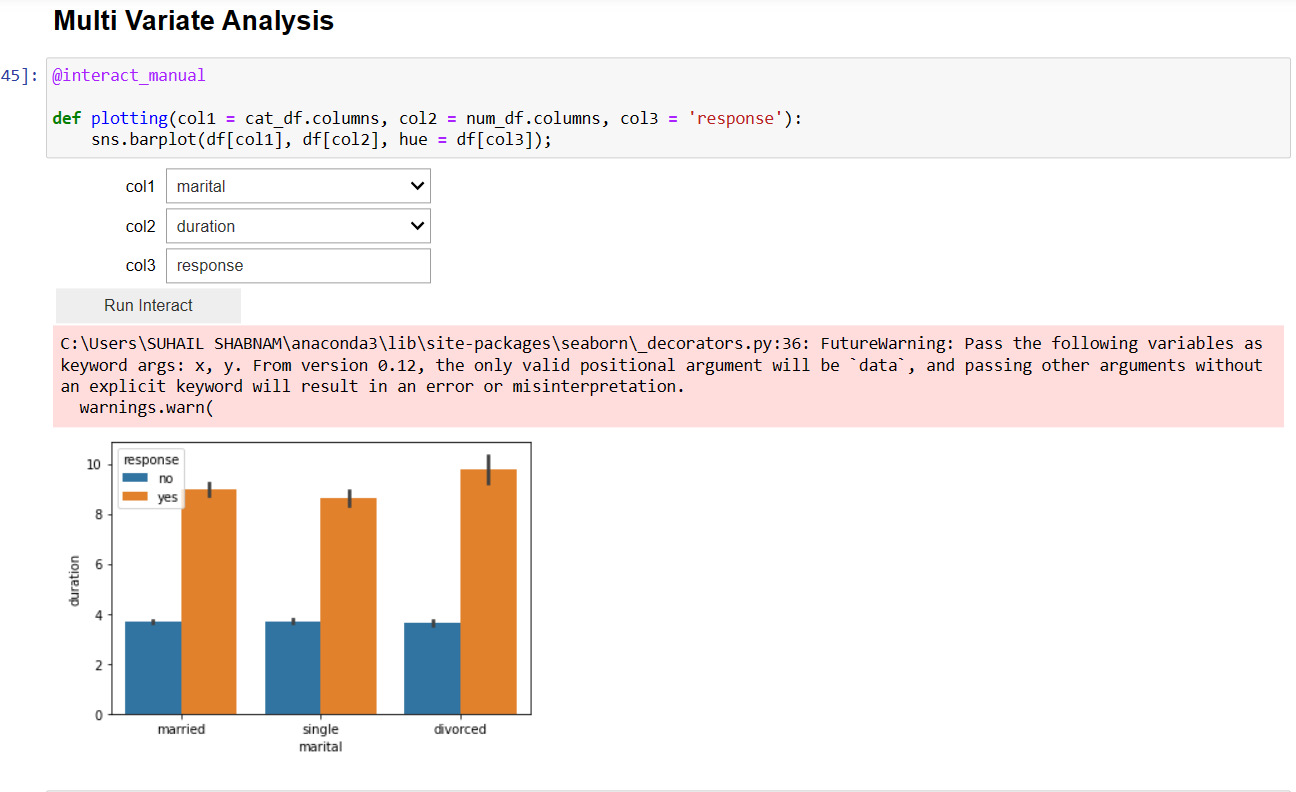 Multi Variate Analysis
45]: @interact_manual
def plotting(col1 = cat_df.columns, col2 = num_df.columns, col3 = 'response'):
sns.barplot(df[col1], df[col2], hue = df[col3]);
col1 marital
col2 duration
col3 response
Run Interact
C:\Users\SUHAIL SHABNAM\anaconda3\lib\site-packages\seaborn\_decorators.py:36: FutureWarning: Pass the following variables as
keyword args: x, y. From version 0.12, the only valid positional argument will be `data`, and passing other arguments without
an explicit keyword will result in an error or misinterpretation.
warnings.warn(
response
no
yes
10
8
6
4
2
0
duration
married single divorced
marital